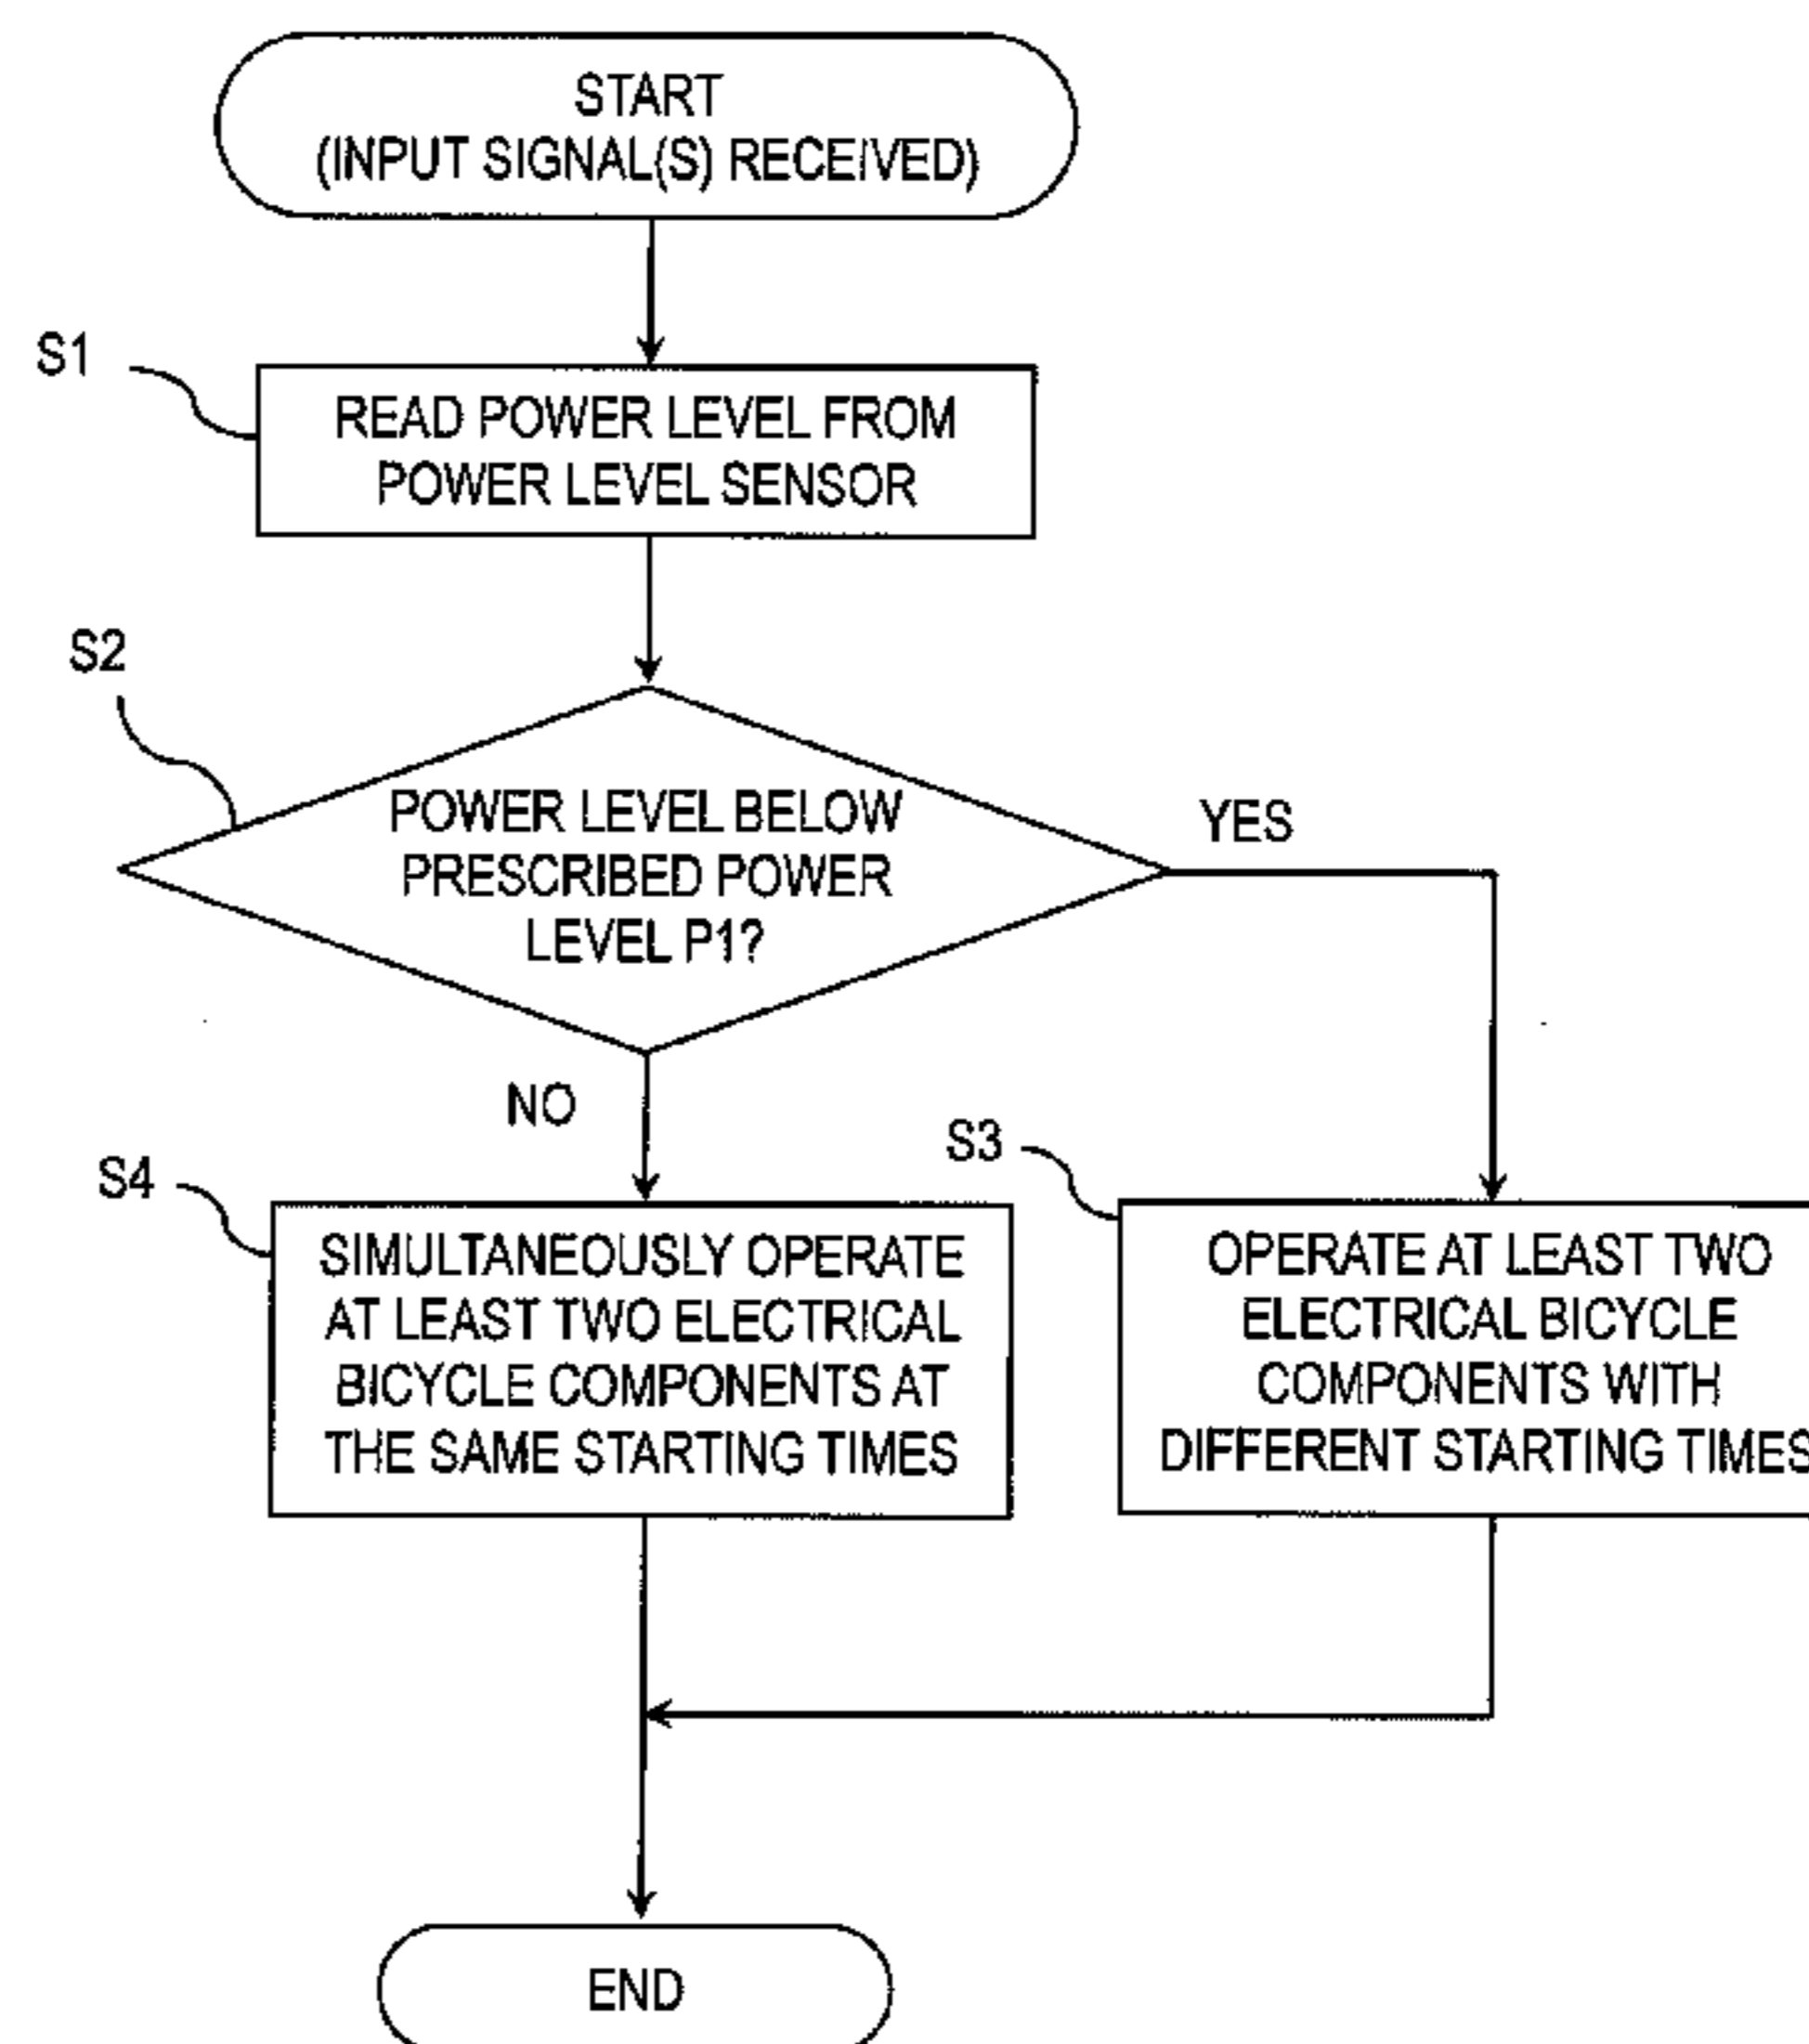 START
(INPUT SIGNAL(S) RECEIVED)
S1
READ POWER LEVEL FROM
POWER LEVEL SENSOR
S2
POWER LEVEL BELOW
PRESCRIBED POWER
LEVEL P1?
YES
NO
S4
SIMULTANEOUSLY OPERATE
AT LEAST TWO ELECTRICAL
BICYCLE COMPONENTS AT
THE SAME STARTING TIMES
S3
OPERATE AT LEAST TWO
ELECTRICAL BICYCLE
COMPONENTS WITH
DIFFERENT STARTING TIMES
END